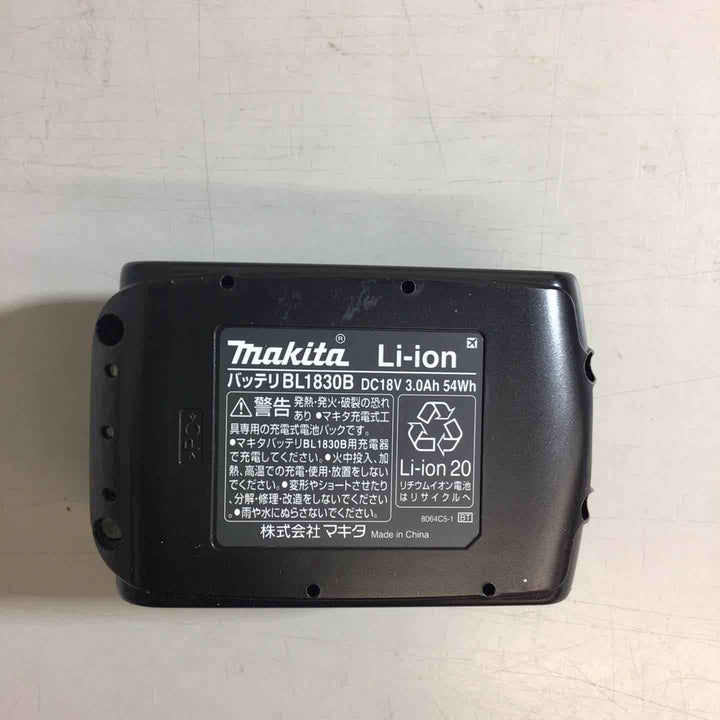 makita® Li-ion
バッテリ BL1830B DC18V 3.0Ah 54Wh
警告 発熱・発火・破裂の恐れ
あり ●マキタ充電式工
具専用の充電式電池パックです。
●マキタバッテリBL1830B用充電器
で充電してください。●火中投入、加
熱、高温での充電・使用・放置をしない
でください。●変形やショートさせたり、
分解・修理・改造をしないでください。
●雨や水にぬらさないでください。
Li-ion 20
リチウムイオン電池
はリサイクルへ
8064C5-1 BT
株式会社マキタ Made in China
>PC<